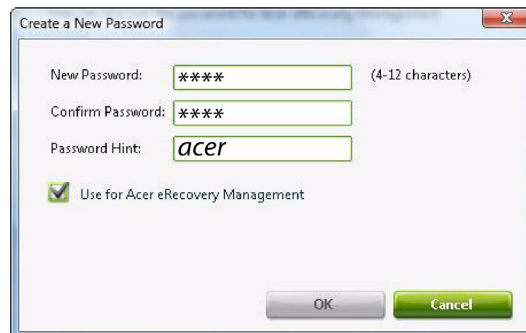 Create a New Password
New Password: **** (4-12 characters)
Confirm Password: ****
Password Hint: acer
Use for Acer eRecovery Management
OK Cancel